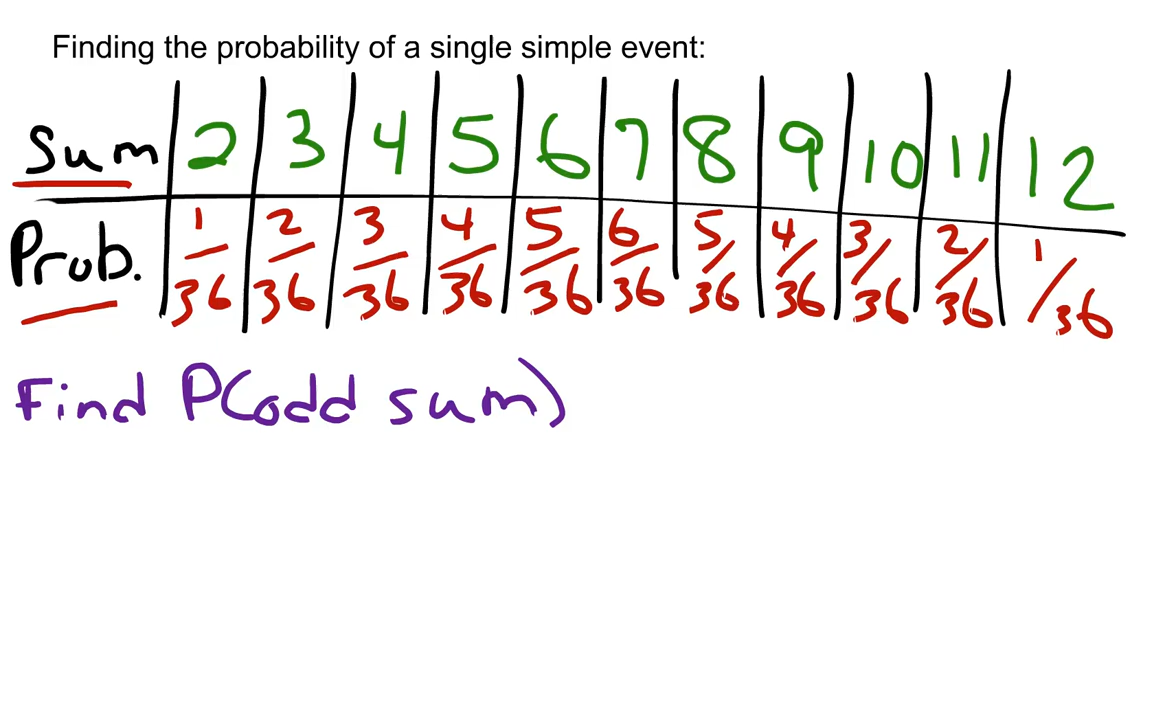 Finding the probability of a single simple event:
Sum 2 3 4 5 6 7 8 9 10 11 12
Prob. 1/36 2/36 3/36 4/36 5/36 6/36 5/36 4/36 3/36 2/36 1/36
Find P(odd sum)